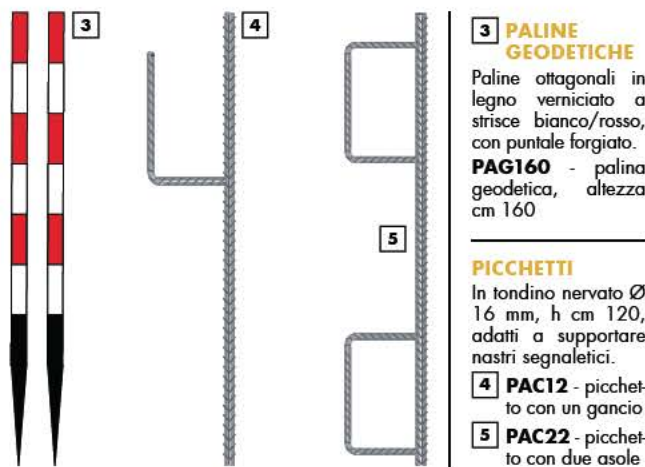 3
4
5
3 PALINE
GEODETICHE
Paline ottagonali in
legno verniciato a
strisce bianco/rosso,
con puntale forgiato.
PAG160 - palina
geodetica, altezza
cm 160
PICCHETTI
In tondino nervato Ø
16 mm, h cm 120,
adatti a supportare
nastri segnaletici.
4 PAC12 - picchet-
to con un gancio
5 PAC22 - picchet-
to con due asole